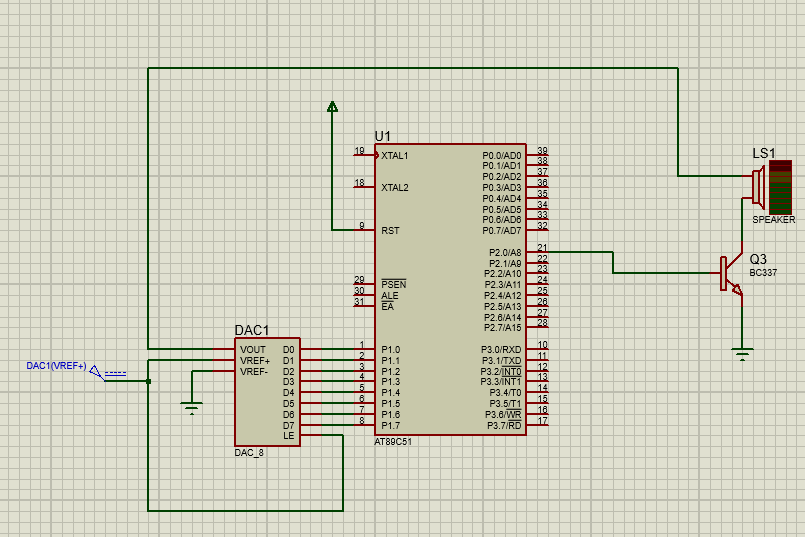 U1
19 XTAL1
18 XTAL2
9 RST
29 PSEN
30 ALE
31 EA
1 P1.0
2 P1.1
3 P1.2
4 P1.3
5 P1.4
6 P1.5
7 P1.6
8 P1.7
P0.0/AD0 39
P0.1/AD1 38
P0.2/AD2 37
P0.3/AD3 36
P0.4/AD4 35
P0.5/AD5 34
P0.6/AD6 33
P0.7/AD7 32
P2.0/A8 21
P2.1/A9 22
P2.2/A10 23
P2.3/A11 24
P2.4/A12 25
P2.5/A13 26
P2.6/A14 27
P2.7/A15 28
P3.0/RXD 10
P3.1/TXD 11
P3.2/INT0 12
P3.3/INT1 13
P3.4/T0 14
P3.5/T1 15
P3.6/WR 16
P3.7/RD 17
AT89C51
LS1
SPEAKER
Q3
BC337
DAC1
VOUT D0
VREF+ D1
VREF- D2
D3
D4
D5
D6
D7
LE
DAC_8
DAC1(VREF+)